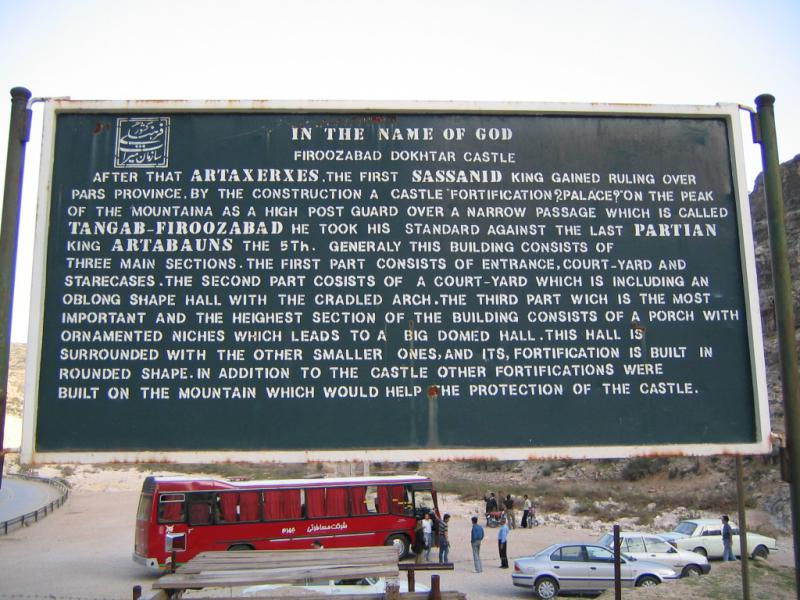 سازمان میراث فرهنگی کشور
IN THE NAME OF GOD
FIROOZABAD DOKHTAR CASTLE
AFTER THAT ARTAXERXES, THE FIRST SASSANID KING GAINED RULING OVER
PARS PROVINCE, BY THE CONSTRUCTION A CASTLE FORTIFICATION?PALACE?ON THE PEAK
OF THE MOUNTAINA AS A HIGH POST GUARD OVER A NARROW PASSAGE WHICH IS CALLED
TANGAB-FIROOZABAD HE TOOK HIS STANDARD AGAINST THE LAST PARTIAN
KING ARTABAUNS THE 5Th. GENERALY THIS BUILDING CONSISTS OF
THREE MAIN SECTIONS.THE FIRST PART CONSISTS OF ENTRANCE,COURT-YARD AND
STARECASES.THE SECOND PART COSISTS OF A COURT-YARD WHICH IS INCLUDING AN
OBLONG SHAPE HALL WITH THE CRADLED ARCH.THE THIRD PART WICH IS THE MOST
IMPORTANT AND THE HEIGHEST SECTION OF THE BUILDING CONSISTS OF A PORCH WITH
ORNAMENTED NICHES WHICH LEADS TO A BIG DOMED HALL.THIS HALL IS
SURROUNDED WITH THE OTHER SMALLER ONES,AND ITS,FORTIFICATION IS BUILT IN
ROUNDED SHAPE.IN ADDITION TO THE CASTLE OTHER FORTIFICATIONS WERE
BUILT ON THE MOUNTAIN WHICH WOULD HELP THE PROTECTION OF THE CASTLE.
شرکت مسافربری